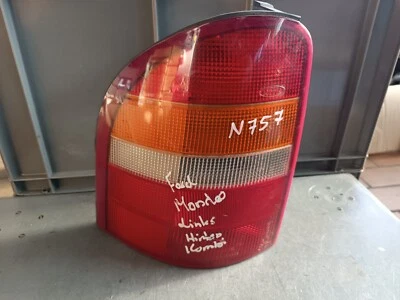 N757
Ford
Mondeo
Links
Hinten
Kombi